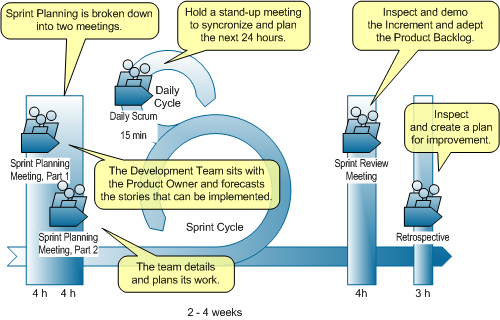 Sprint Planning is broken down
into two meetings.
Hold a stand-up meeting
to syncronize and plan
the next 24 hours.
Inspect and demo
the Increment and adept
the Product Backlog.
Daily
Cycle
Daily Scrum
15 min
Inspect
and create a plan
for improvement.
Sprint Planning
Meeting, Part 1
The Development Team sits with
the Product Owner and forecasts
the stories that can be implemented.
Sprint Review
Meeting
Sprint Planning
Meeting, Part 2
Sprint Cycle
Retrospective
The team details
and plans its work.
4 h
4 h
4h
3 h
2 - 4 weeks